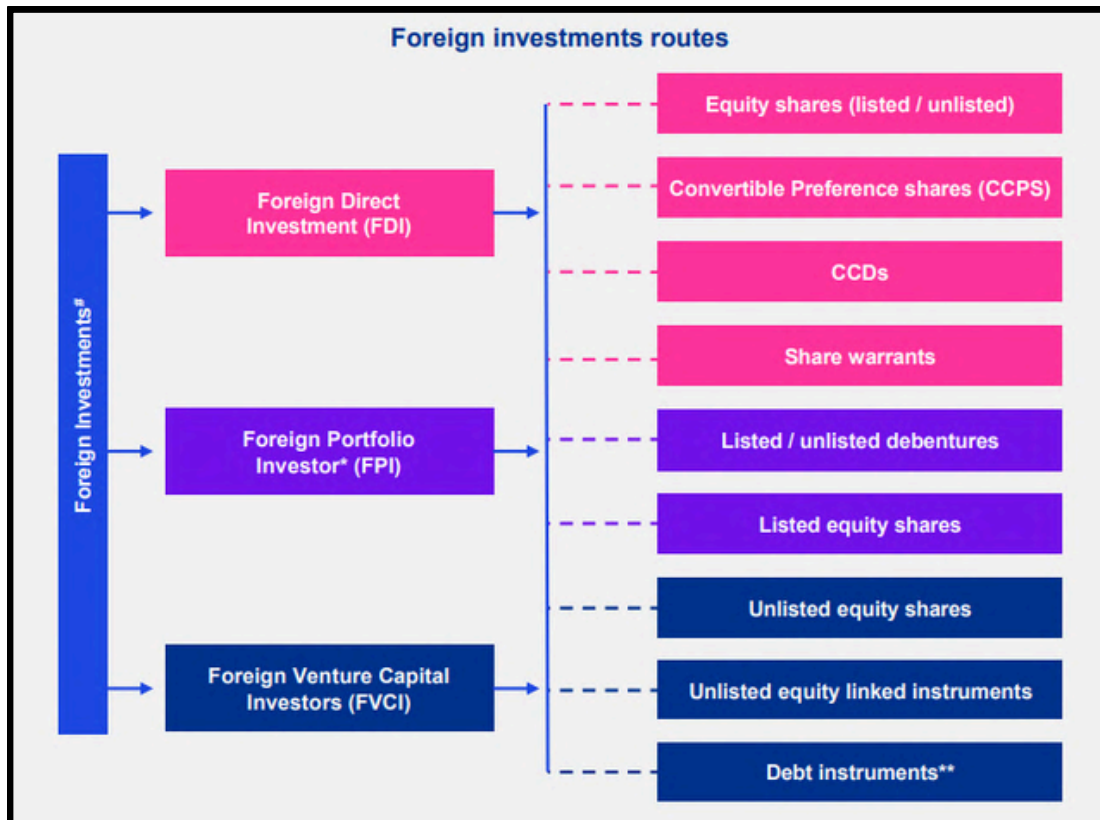 Foreign investments routes
Foreign Investments#
Foreign Direct
Investment (FDI)
Foreign Portfolio
Investor* (FPI)
Foreign Venture Capital
Investors (FVCI)
Equity shares (listed / unlisted)
Convertible Preference shares (CCPS)
CCDs
Share warrants
Listed / unlisted debentures
Listed equity shares
Unlisted equity shares
Unlisted equity linked instruments
Debt instruments**